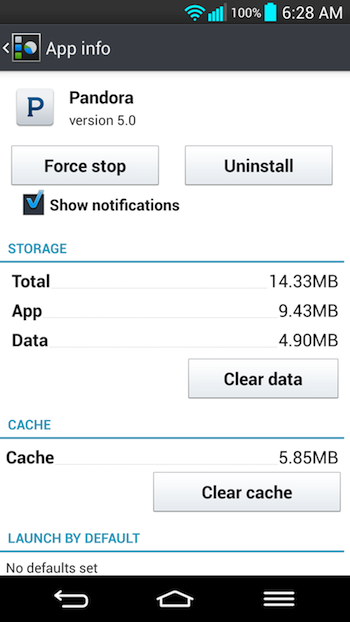 100% 6:28 AM
App info
P
Pandora
version 5.0
Force stop Uninstall
Show notifications
STORAGE
Total 14.33MB
App 9.43MB
Data 4.90MB
Clear data
CACHE
Cache 5.85MB
Clear cache
LAUNCH BY DEFAULT
No defaults set